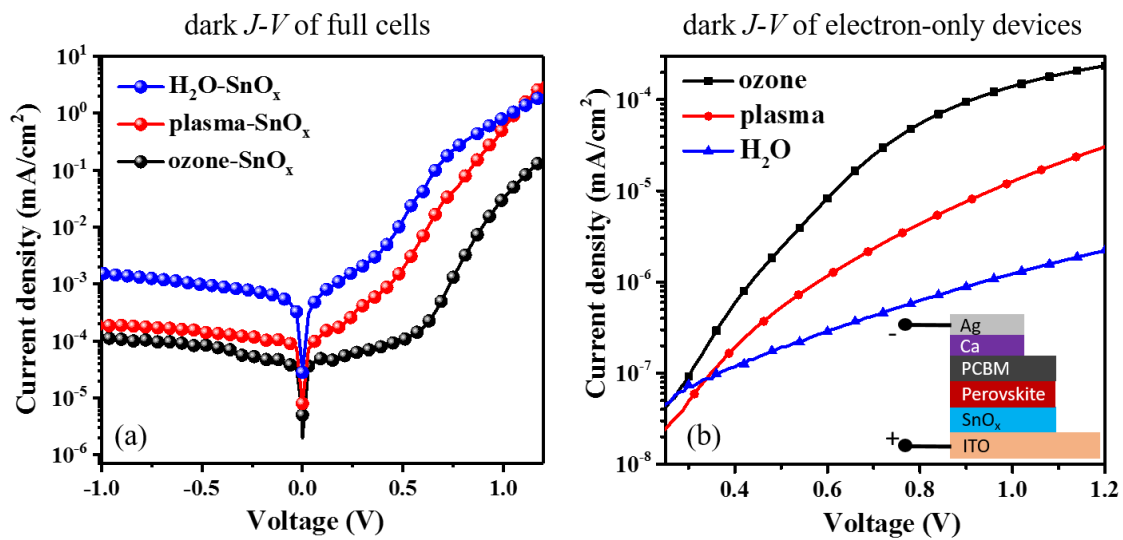 dark J-V of full cells
dark J-V of electron-only devices
Current density (mA/cm²)
10¹
10⁰
10⁻¹
10⁻²
10⁻³
10⁻⁴
10⁻⁵
10⁻⁶
H₂O-SnOₓ
plasma-SnOₓ
ozone-SnOₓ
(a)
-1.0
-0.5
0.0
0.5
1.0
Voltage (V)
Current density (mA/cm²)
10⁻⁴
10⁻⁵
10⁻⁶
10⁻⁷
10⁻⁸
ozone
plasma
H₂O
(b)
-
Ag
Ca
PCBM
Perovskite
SnOₓ
+
ITO
0.4
0.6
0.8
1.0
1.2
Voltage (V)